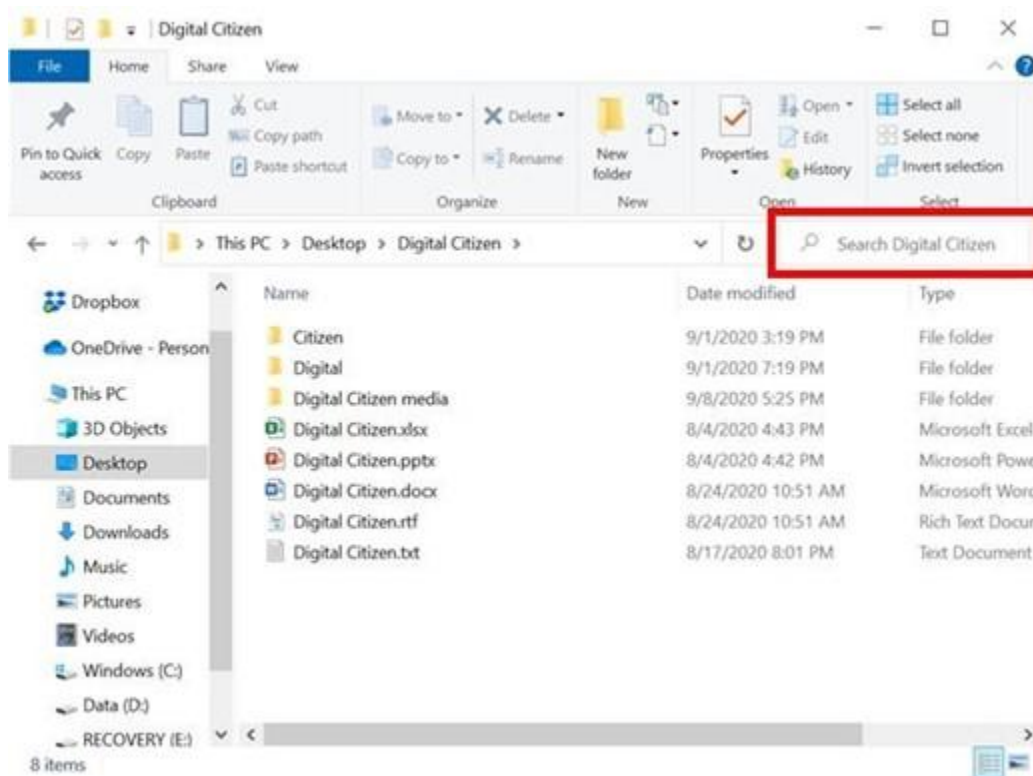 Digital Citizen
File Home Share View
Pin to Quick access
Copy
Paste
Cut
Copy path
Paste shortcut
Clipboard
Move to
Copy to
Delete
Rename
Organize
New folder
New
Properties
Open
Edit
History
Open
Select all
Select none
Invert selection
Select
This PC > Desktop > Digital Citizen >
Search Digital Citizen
Dropbox
OneDrive - Person
This PC
3D Objects
Desktop
Documents
Downloads
Music
Pictures
Videos
Windows (C:)
Data (D:)
RECOVERY (E:)
Name Date modified Type
Citizen 9/1/2020 3:19 PM File folder
Digital 9/1/2020 7:19 PM File folder
Digital Citizen media 9/8/2020 5:25 PM File folder
Digital Citizen.xlsx 8/4/2020 4:43 PM Microsoft Excel
Digital Citizen.pptx 8/4/2020 4:42 PM Microsoft Powe
Digital Citizen.docx 8/24/2020 10:51 AM Microsoft Word
Digital Citizen.rtf 8/24/2020 10:51 AM Rich Text Docur
Digital Citizen.txt 8/17/2020 8:01 PM Text Document
8 items